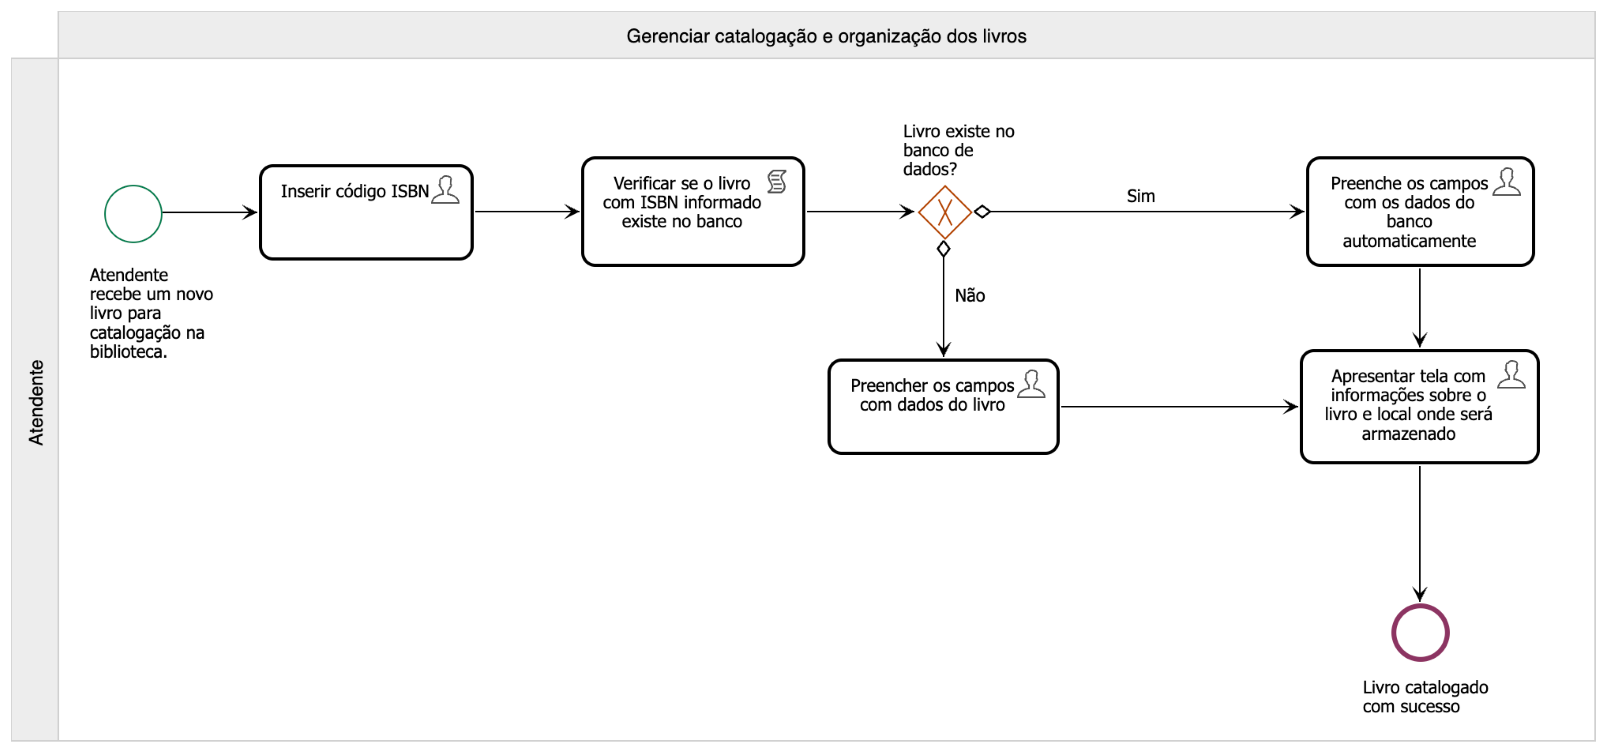 Gerenciar catalogação e organização dos livros
Atendente
Atendente
recebe um novo
livro para
catalogação na
biblioteca.
Inserir código ISBN
Verificar se o livro
com ISBN informado
existe no banco
Livro existe no
banco de
dados?
X
Sim
Não
Preenche os campos
com os dados do
banco
automaticamente
Preencher os campos
com dados do livro
Apresentar tela com
informações sobre o
livro e local onde será
armazenado
Livro catalogado
com sucesso